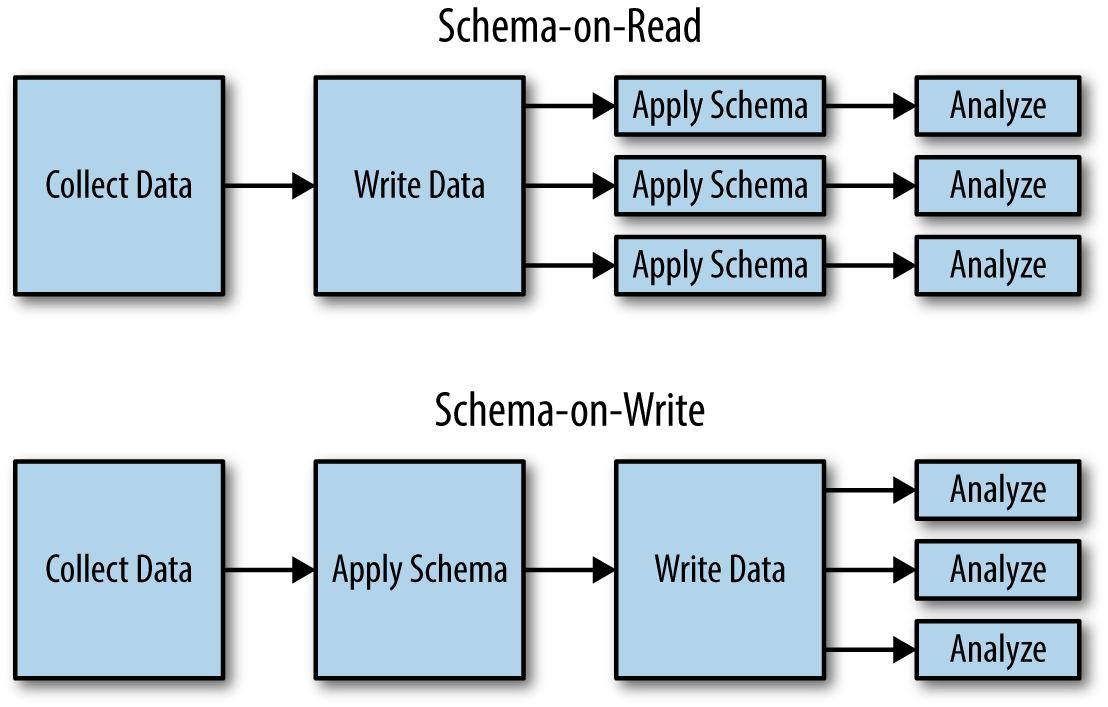 Schema-on-Read
Collect Data
Write Data
Apply Schema
Analyze
Apply Schema
Analyze
Apply Schema
Analyze
Schema-on-Write
Collect Data
Apply Schema
Write Data
Analyze
Analyze
Analyze